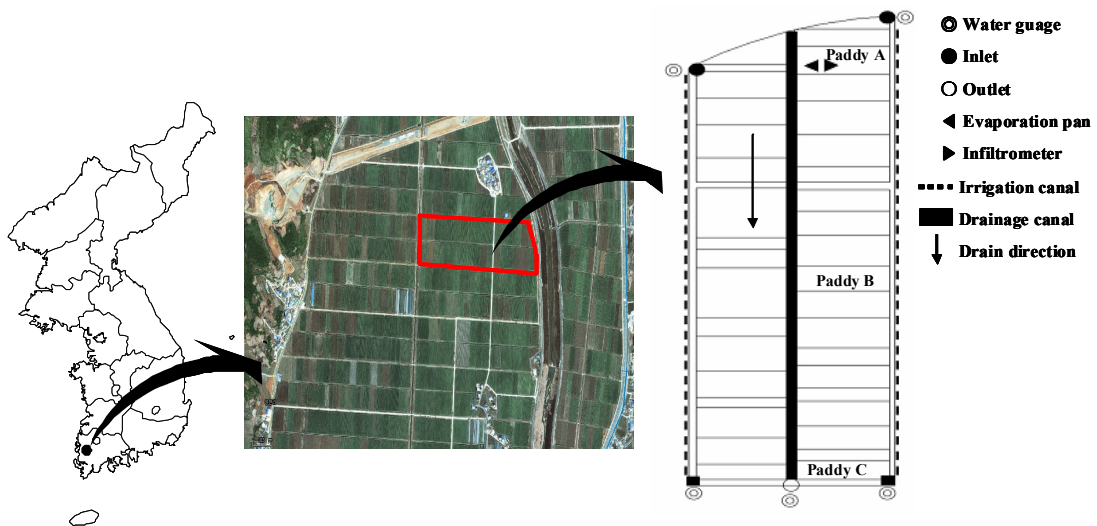 Water guage
Inlet
Outlet
Evaporation pan
Infiltrometer
Irrigation canal
Drainage canal
Drain direction
Paddy A
Paddy B
Paddy C